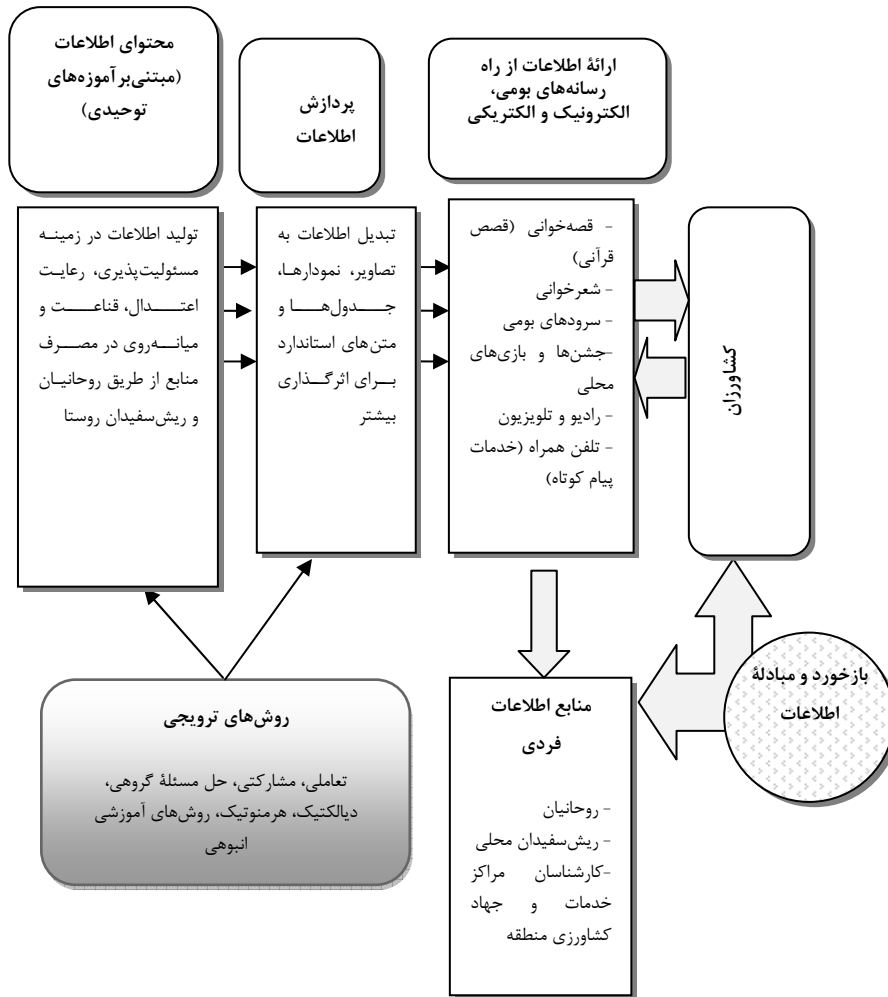 محتوای اطلاعات
(مبتنی‌بر آموزه‌های
توحیدی)
پردازش
اطلاعات
ارائهٔ اطلاعات از راه
رسانه‌های بومی،
الکترونیک و الکتریکی
تولید اطلاعات در زمینه
مسئولیت‌پذیری، رعایت
اعتدال، قناعت و
میانه‌روی در مصرف
منابع از طریق روحانیان
و ریش‌سفیدان روستا
تبدیل اطلاعات به
تصاویر، نمودارها،
جدول‌ها و
متن‌های استاندارد
برای اثرگذاری
بیشتر
- قصه‌خوانی (قصص
قرآنی)
- شعرخوانی
- سرودهای بومی
-جشن‌ها و بازی‌های
محلی
- رادیو و تلویزیون
- تلفن همراه (خدمات
پیام کوتاه)
کشاورزان
روش‌های ترویجی
تعاملی، مشارکتی، حل مسئلهٔ گروهی،
دیالکتیک، هرمنوتیک، روش‌های آموزشی
انبوهی
منابع اطلاعات
فردی
- روحانیان
- ریش‌سفیدان محلی
-کارشناسان مراکز
خدمات و جهاد
کشاورزی منطقه
بازخورد و مبادلهٔ
اطلاعات